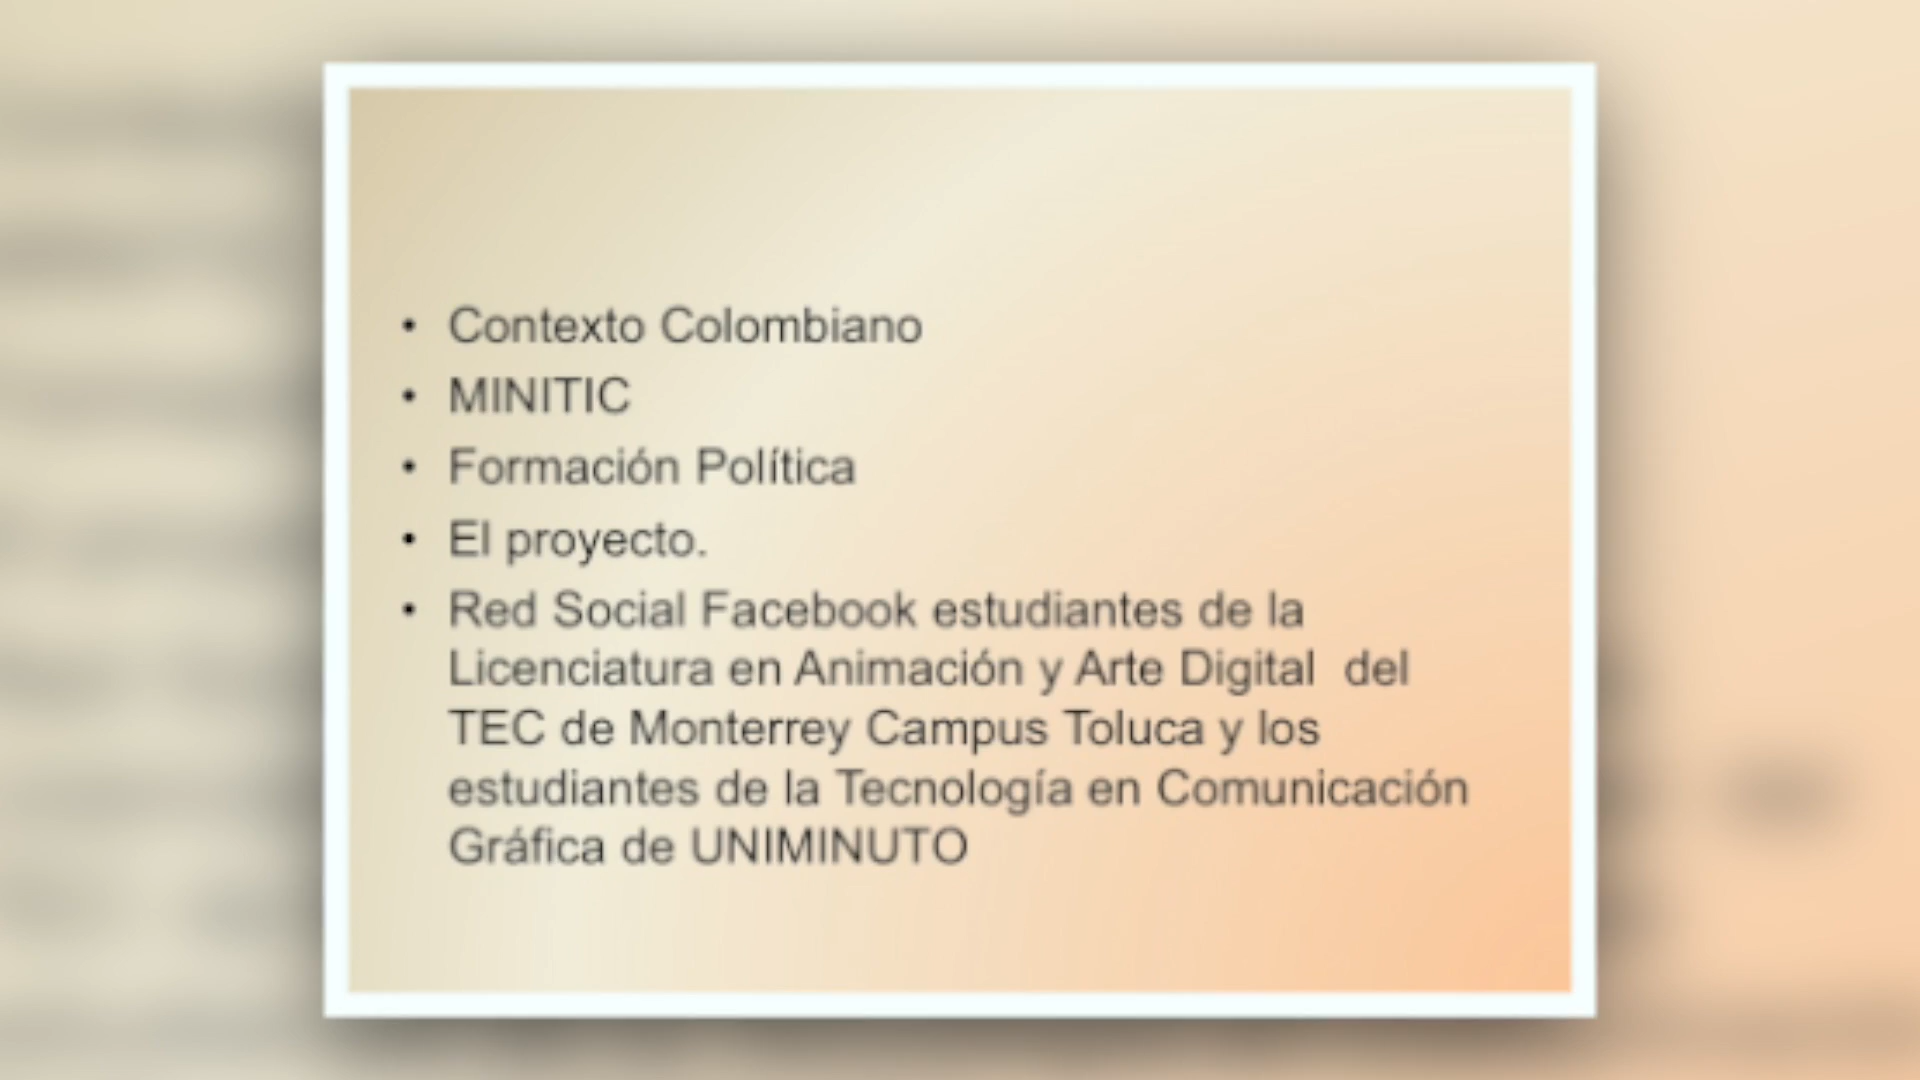 • Contexto Colombiano
• MINITIC
• Formación Política
• El proyecto.
• Red Social Facebook estudiantes de la
Licenciatura en Animación y Arte Digital  del
TEC de Monterrey Campus Toluca y los
estudiantes de la Tecnología en Comunicación
Gráfica de UNIMINUTO